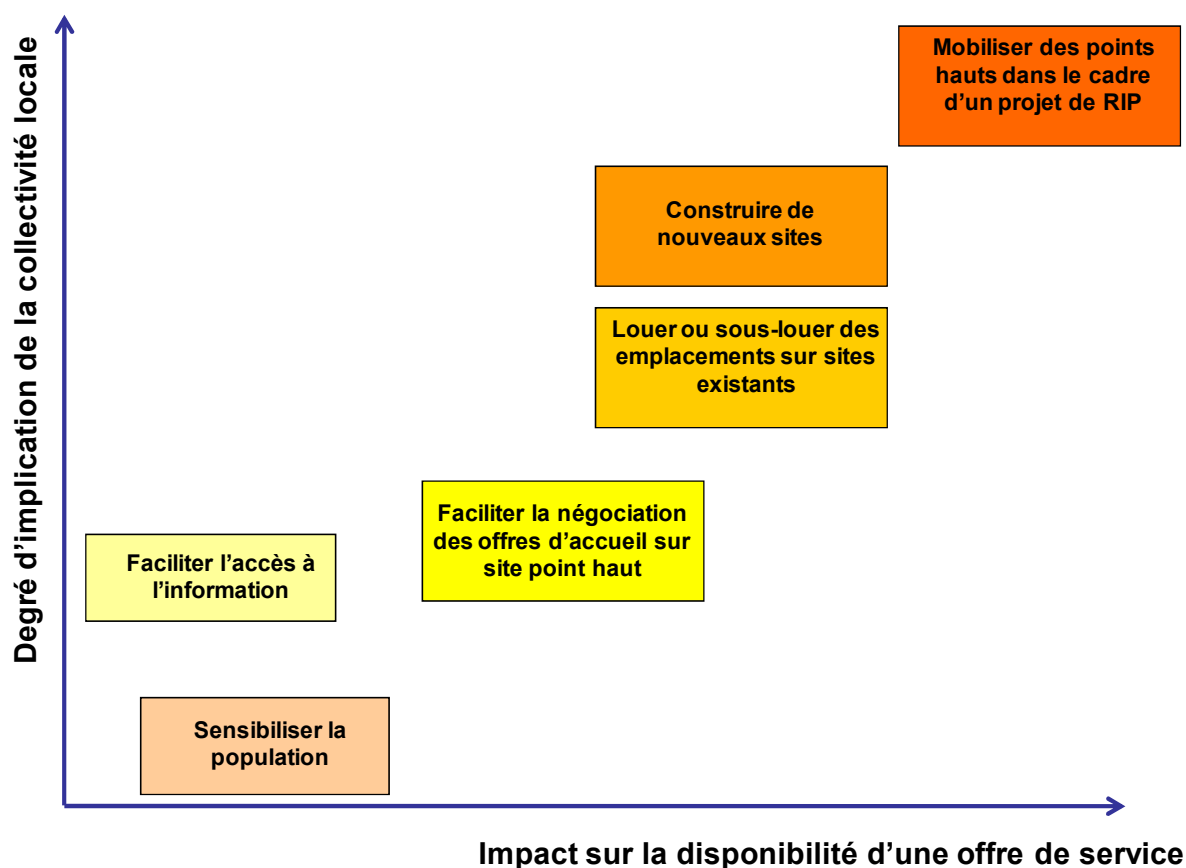 Degré d'implication de la collectivité locale
Mobiliser des points
hauts dans le cadre
d'un projet de RIP
Construire de
nouveaux sites
Louer ou sous-louer des
emplacements sur sites
existants
Faciliter la négociation
des offres d'accueil sur
site point haut
Faciliter l'accès à
l'information
Sensibiliser la
population
Impact sur la disponibilité d'une offre de service